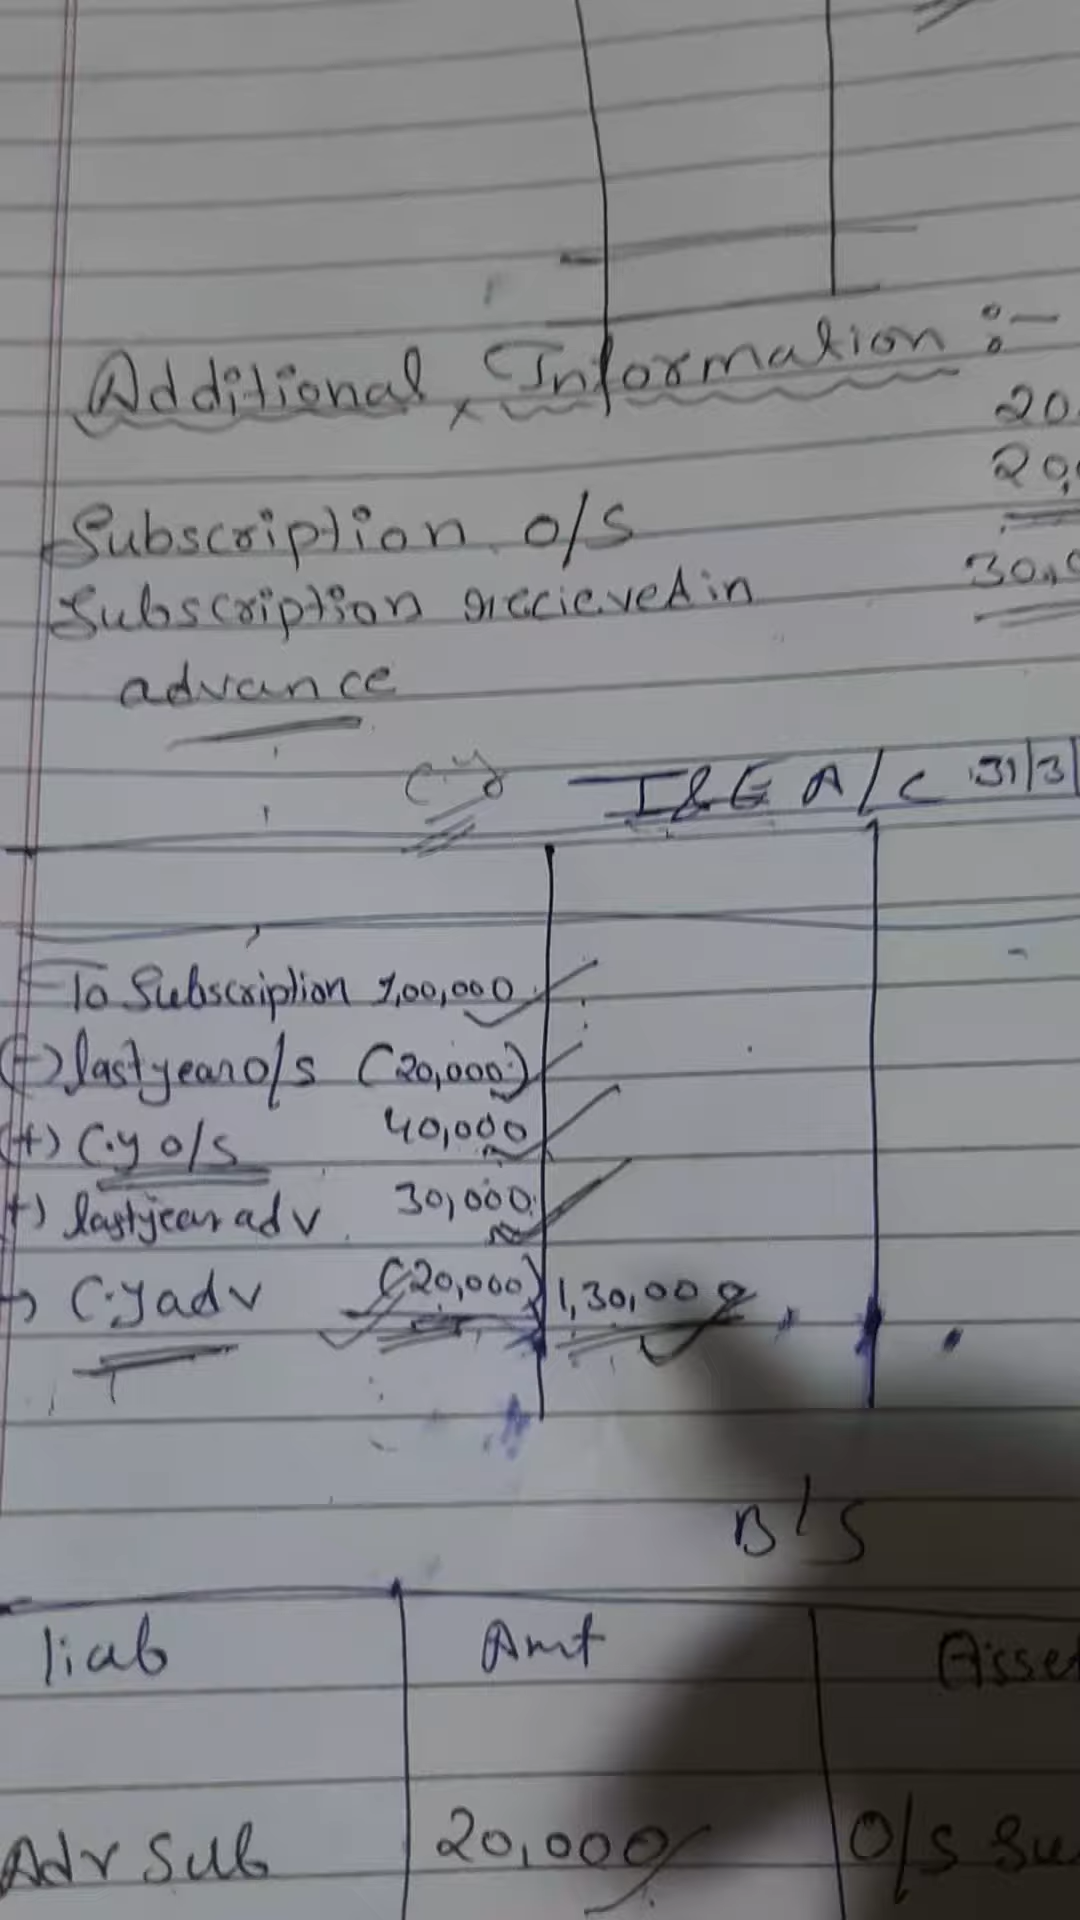 Additional Information :-
20
20,
Subscription o/s
30,0
Subscription recieved in
advance
C.Y I&E A/C 31/3
To Subscription 1,00,000
(-) last year o/s (20,000)
(+) C.y o/s 40,000
+) last year adv 30,000
C.y adv (20,000) 1,30,000
B/S
liab Amt Asse
Adv Sub 20,000 O/S Su